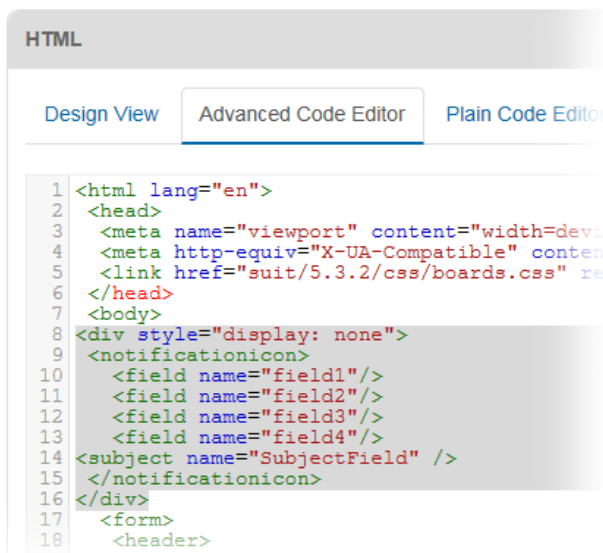 HTML
Design View Advanced Code Editor Plain Code Editor
1 <html lang="en">
2 <head>
3 <meta name="viewport" content="width=devi
4 <meta http-equiv="X-UA-Compatible" conten
5 <link href="suit/5.3.2/css/boards.css" re
6 </head>
7 <body>
8 <div style="display: none">
9 <notificationicon>
10 <field name="field1"/>
11 <field name="field2"/>
12 <field name="field3"/>
13 <field name="field4"/>
14 <subject name="SubjectField" />
15 </notificationicon>
16 </div>
17 <form>
18 <header>